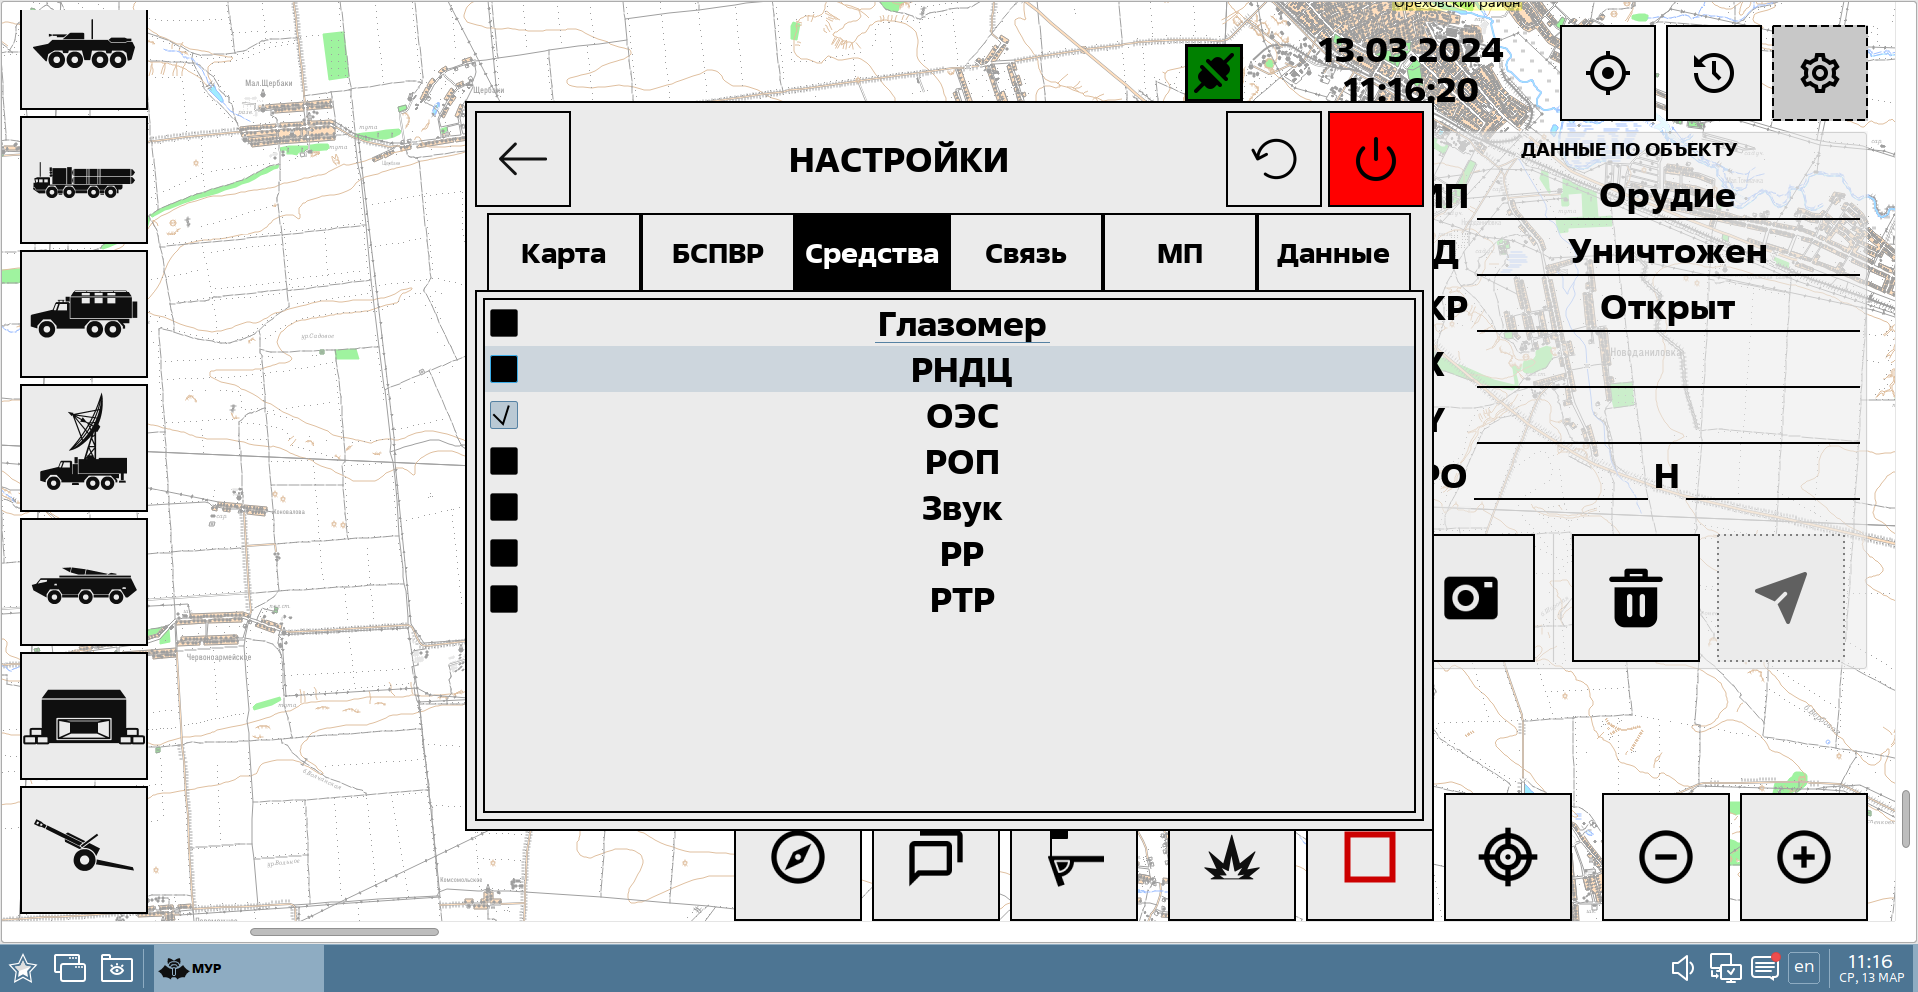 Ореховский район
13.03.2024
11:16:20
Мал.Щербаки
Щербаки
НАСТРОЙКИ
Карта
БСПВР
Средства
Связь
МП
Данные
Глазомер
РНДЦ
ОЭС
РОП
Звук
РР
РТР
ДАННЫЕ ПО ОБЪЕКТУ
ИП
Орудие
Д
Уничтожен
КР
Открыт
X
Y
РО
Н
Новоданиловка
Червоноармейское
Комсомольское
МУР
en
11:16
СР, 13 МАР